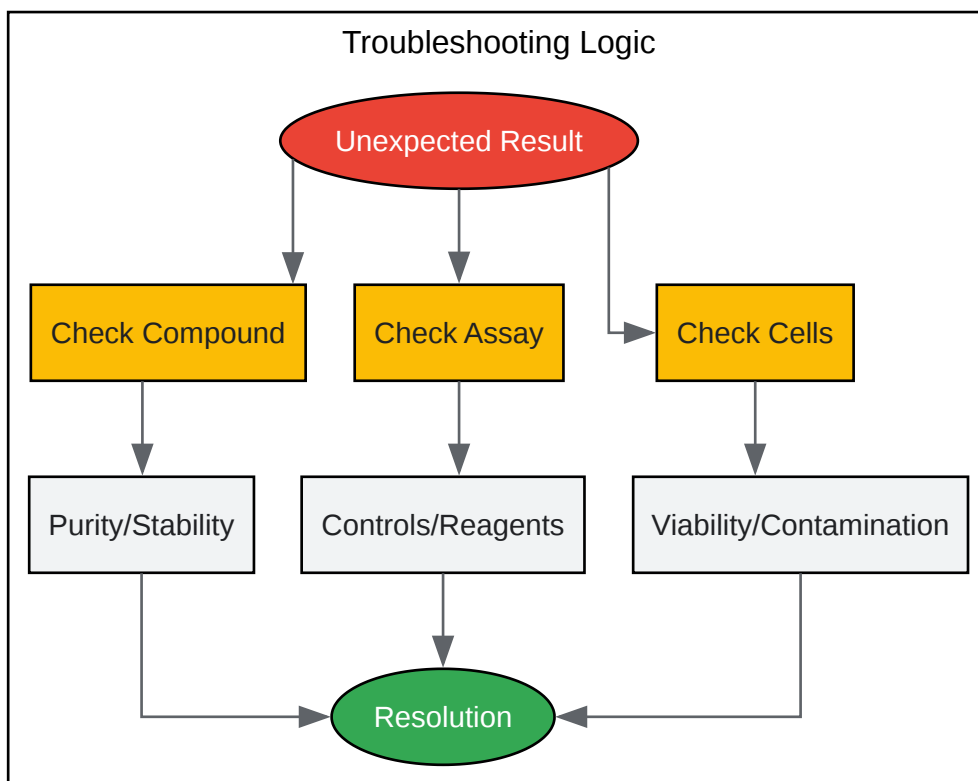 Troubleshooting Logic
Unexpected Result
Check Compound
Check Assay
Check Cells
Purity/Stability
Controls/Reagents
Viability/Contamination
Resolution